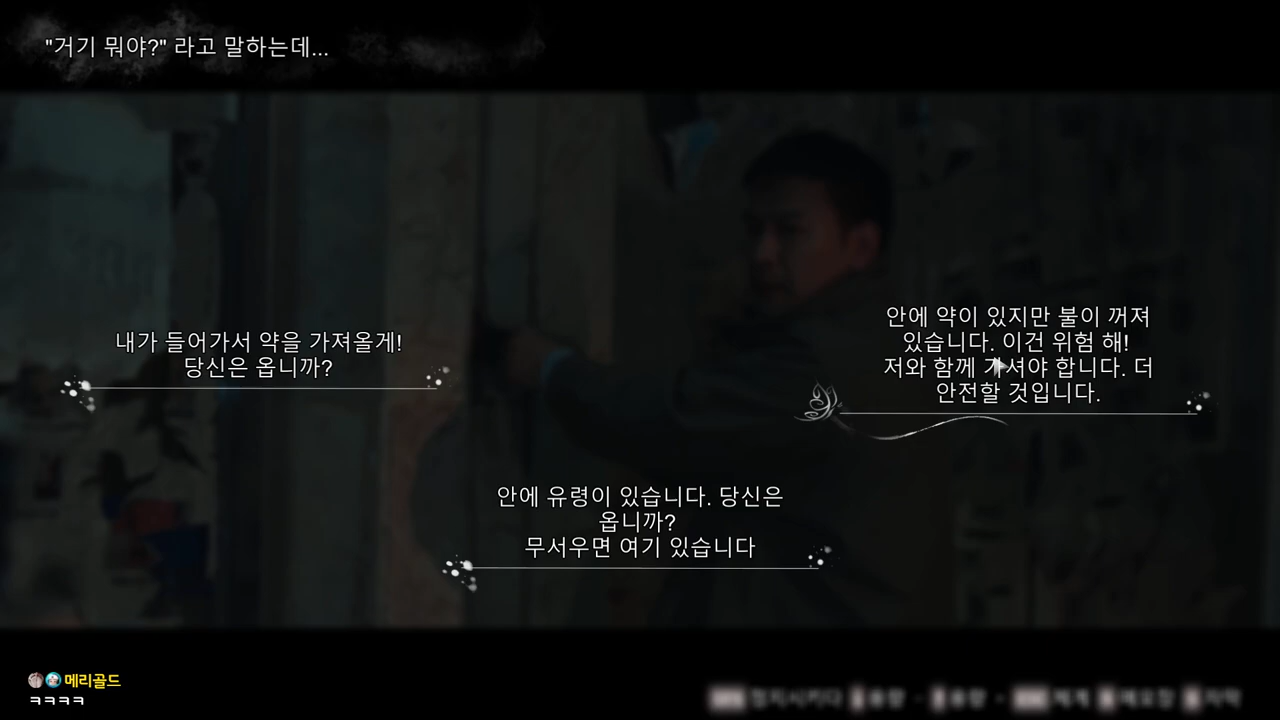 "거기 뭐야?" 라고 말하는데...
내가 들어가서 약을 가져올게!
당신은 옵니까?
안에 약이 있지만 불이 꺼져
있습니다. 이건 위험 해!
저와 함께 가셔야 합니다. 더
안전할 것입니다.
안에 유령이 있습니다. 당신은
옵니까?
무서우면 여기 있습니다
메리골드
ㅋㅋㅋㅋ